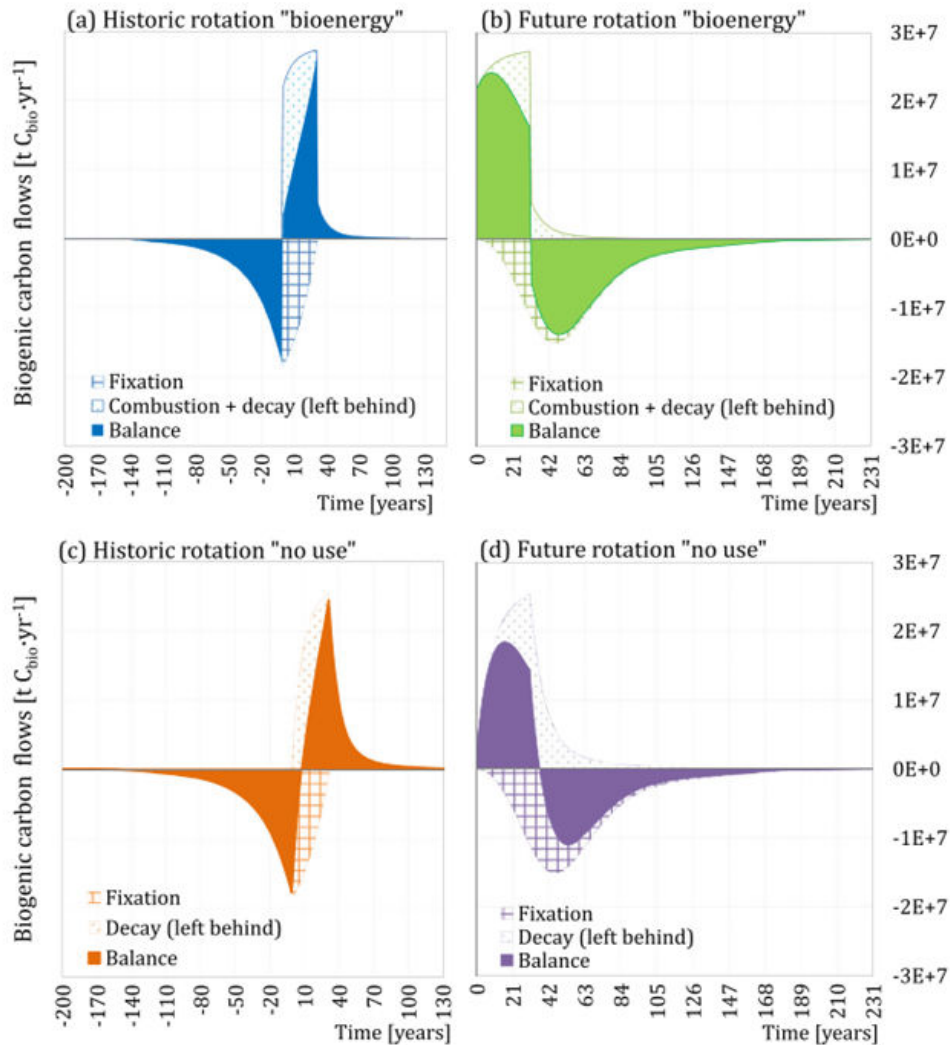 (a) Historic rotation "bioenergy"
(b) Future rotation "bioenergy"
Biogenic carbon flows [t C_bio·yr⁻¹]
3E+7
2E+7
1E+7
0E+0
-1E+7
-2E+7
-3E+7
Fixation
Combustion + decay (left behind)
Balance
Fixation
Combustion + decay (left behind)
Balance
-200 -170 -140 -110 -80 -50 -20 10 40 70 100 130
Time [years]
0 21 42 63 84 105 126 147 168 189 210 231
Time [years]
(c) Historic rotation "no use"
(d) Future rotation "no use"
Biogenic carbon flows [t C_bio·yr⁻¹]
3E+7
2E+7
1E+7
0E+0
-1E+7
-2E+7
-3E+7
Fixation
Decay (left behind)
Balance
Fixation
Decay (left behind)
Balance
-200 -170 -140 -110 -80 -50 -20 10 40 70 100 130
Time [years]
0 21 42 63 84 105 126 147 168 189 210 231
Time [years]